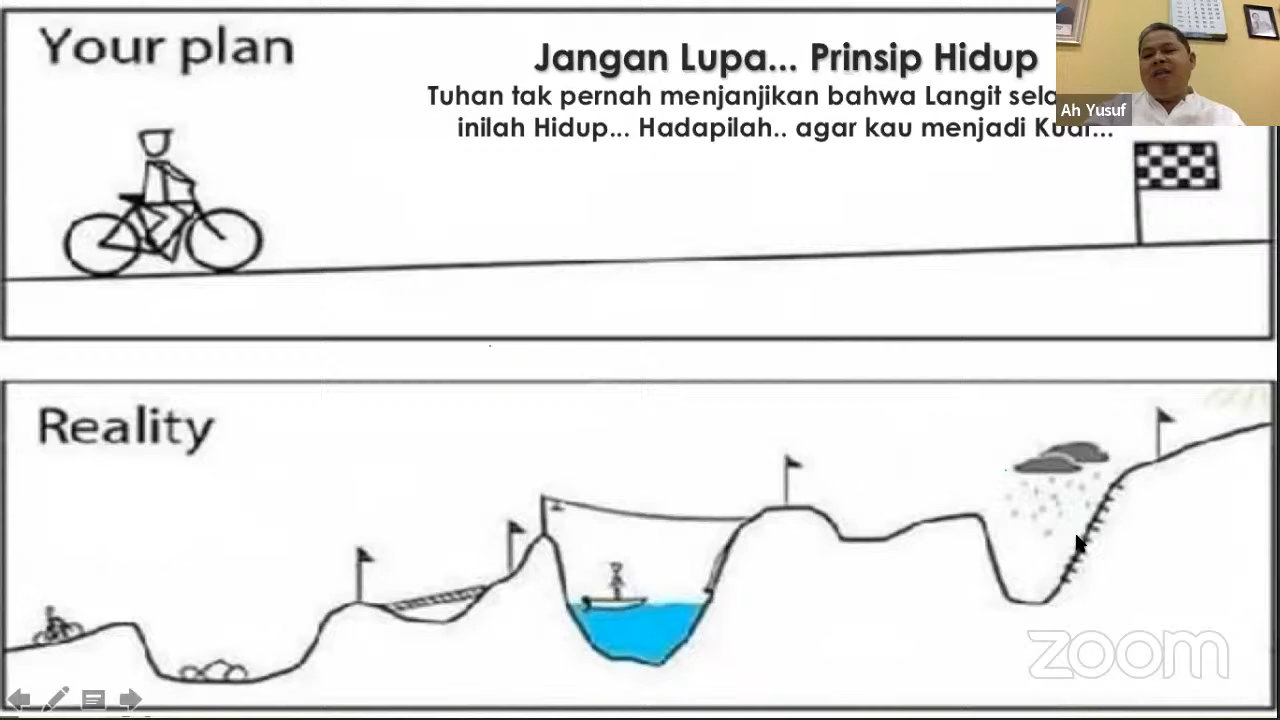 Your plan
Jangan Lupa... Prinsip Hidup
Tuhan tak pernah menjanjikan bahwa Langit
inilah Hidup... Hadapilah.. agar kau menjadi
Ah Yusuf
Reality
zoom